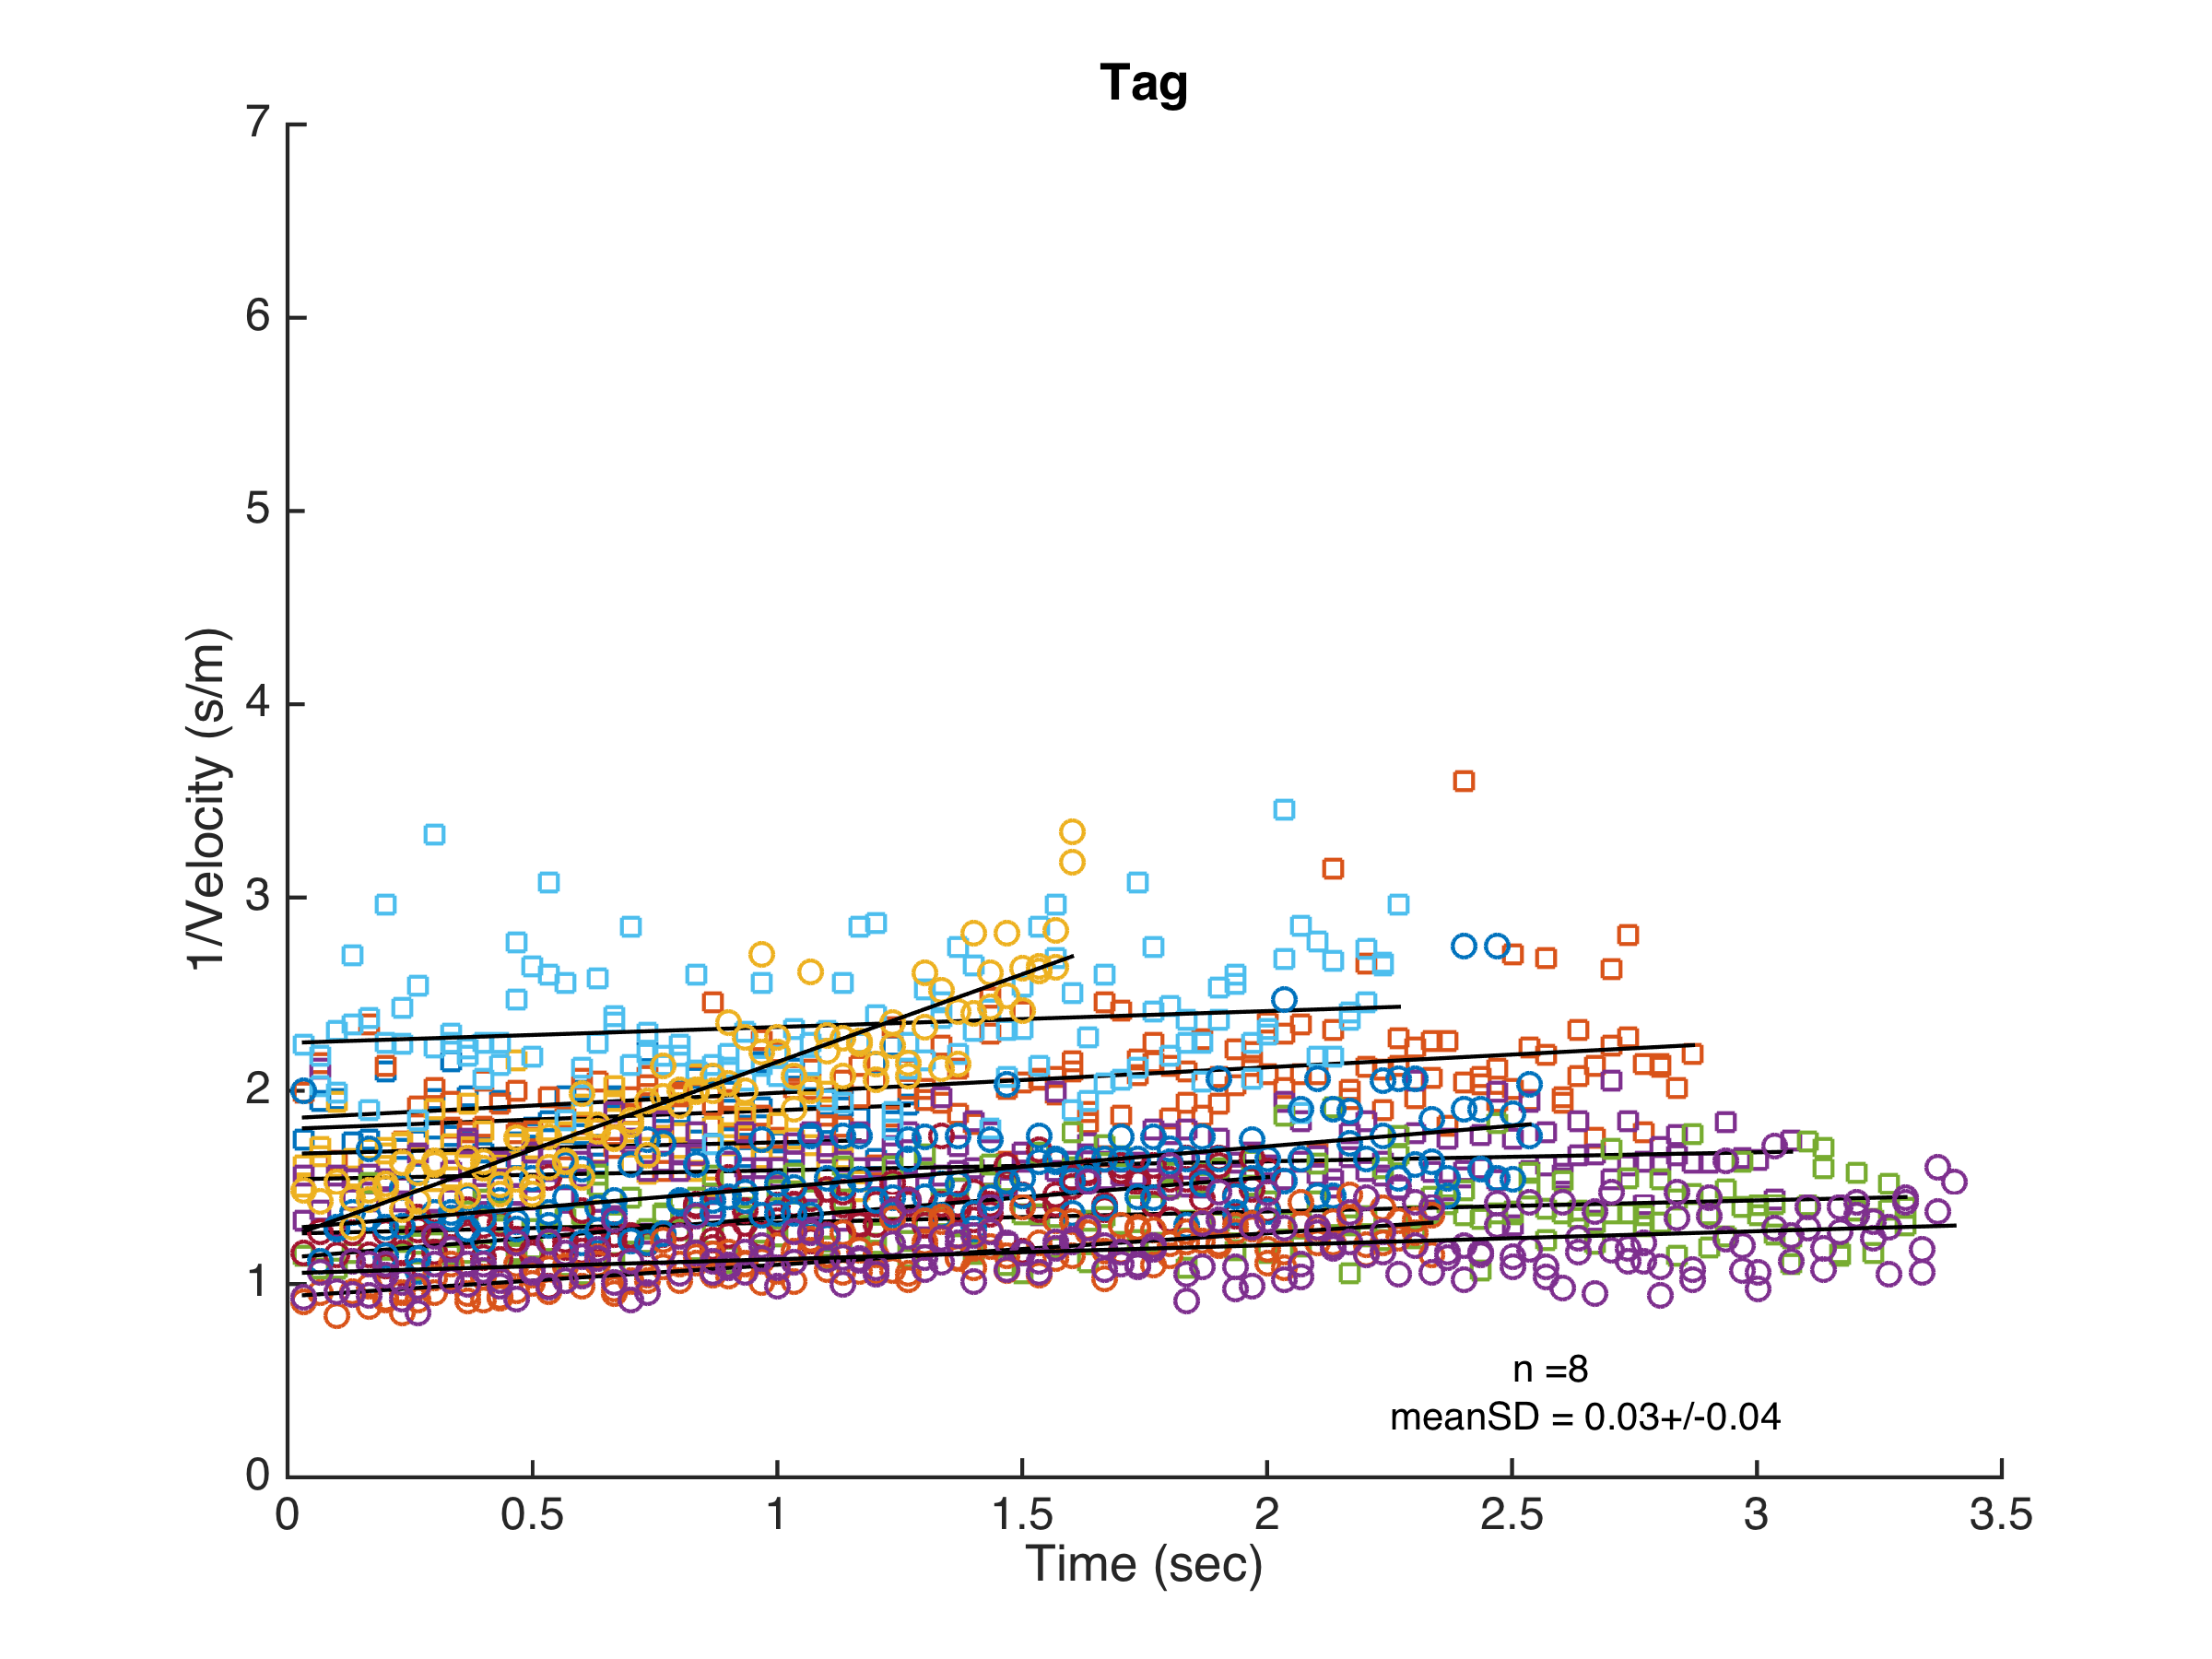 Tag
7
6
5
4
3
2
1
0
1/Velocity (s/m)
n =8
meanSD = 0.03+/-0.04
0 0.5 1 1.5 2 2.5 3 3.5
Time (sec)